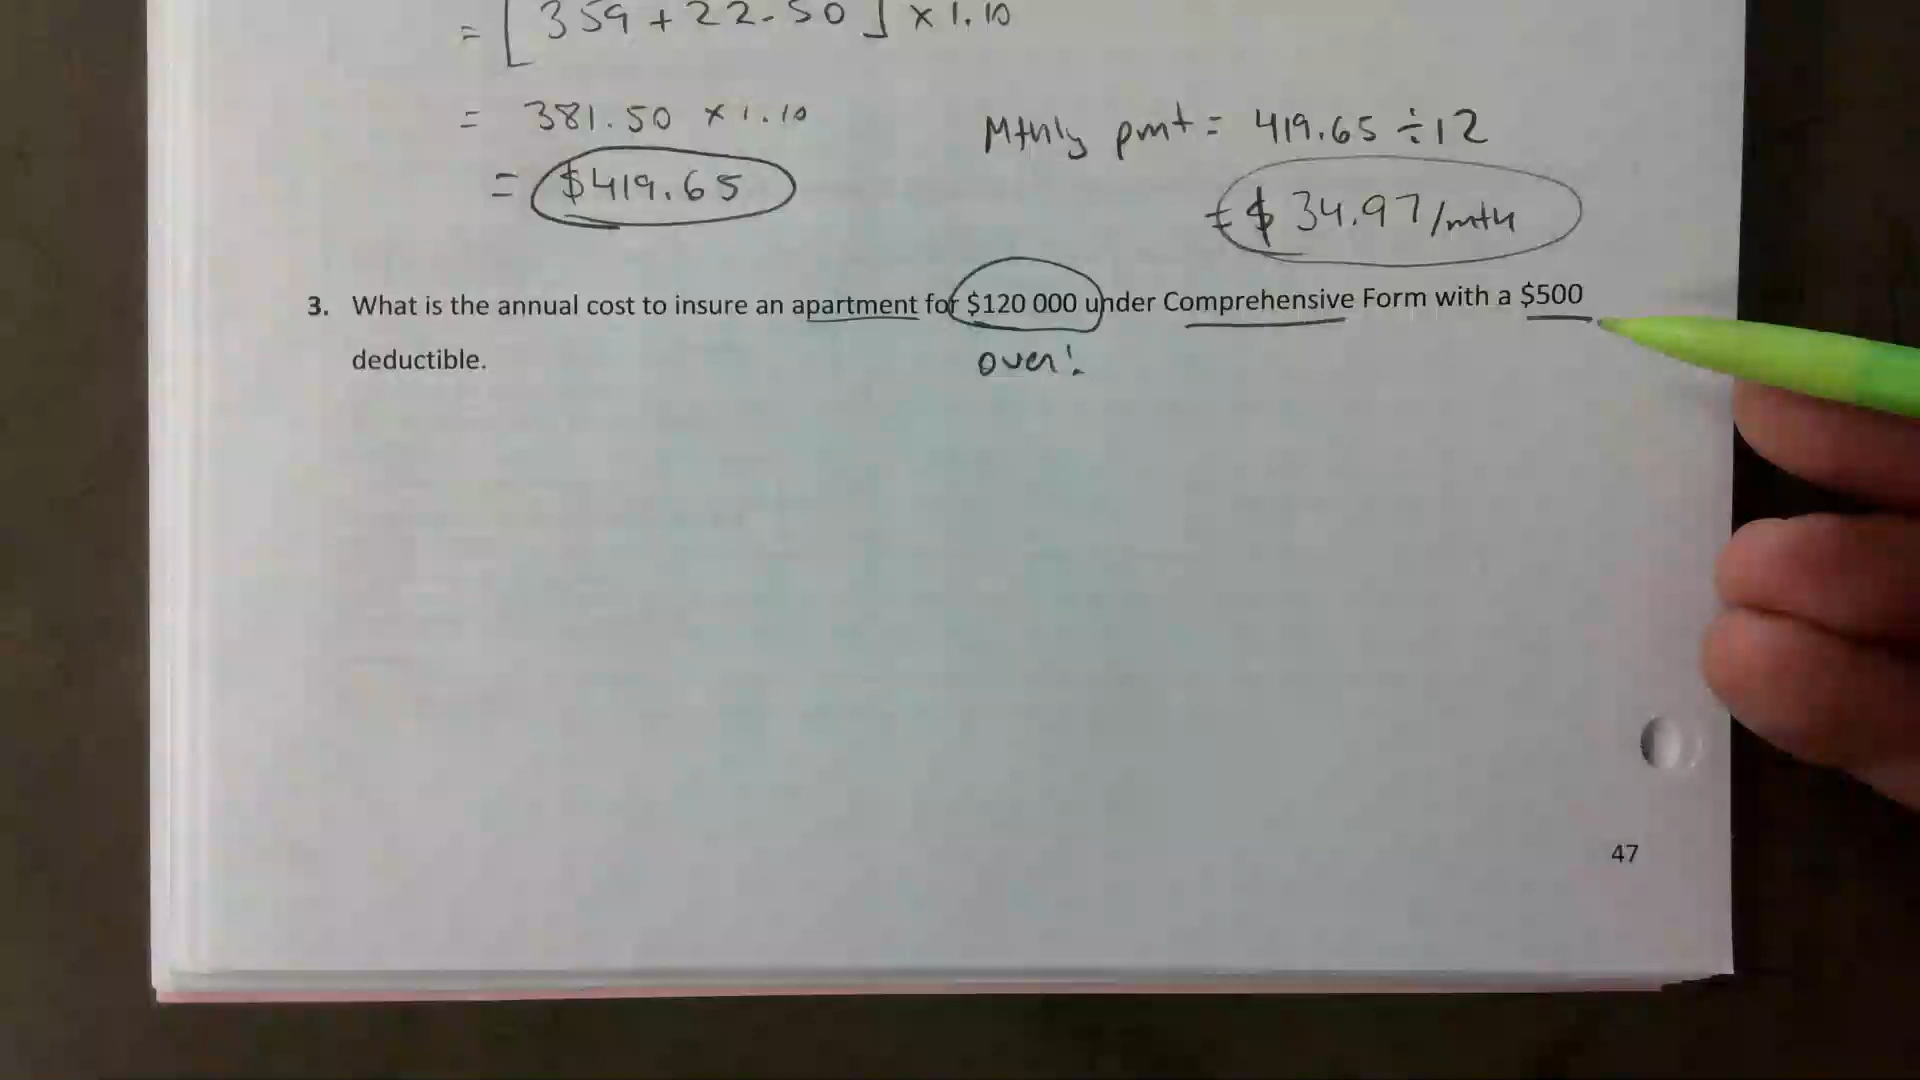 = [359 + 22.50] × 1.10
= 381.50 × 1.10
= $419.65
Mthly pmt = 419.65 ÷ 12
= $34.97/mth
3. What is the annual cost to insure an apartment for $120 000 under Comprehensive Form with a $500
deductible.
over!
47